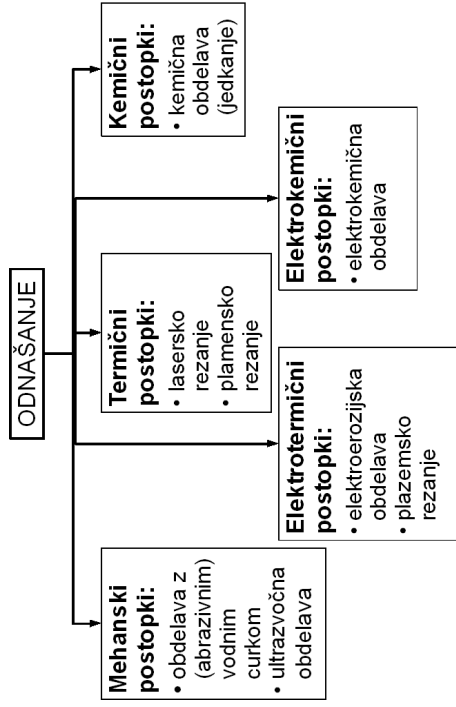 ODNAŠANJE
Mehanski
postopki:
• obdelava z
(abrazivnim)
vodnim
curkom
• ultrazvočna
obdelava
Elektrotermični
postopki:
• elektroerozijska
obdelava
• plazemsko
rezanje
Termični
postopki:
• lasersko
rezanje
• plamensko
rezanje
Elektrokemični
postopki:
• elektrokemična
obdelava
Kemični
postopki:
• kemična
obdelava
(jedkanje)